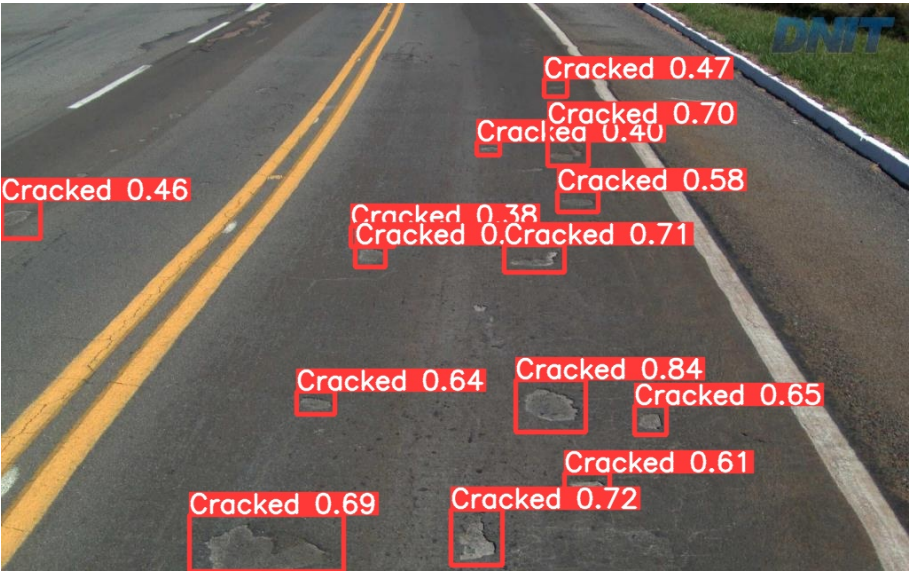 DNIT
Cracked 0.47
Cracked 0.70
Cracked 0.40
Cracked 0.58
Cracked 0.46
Cracked 0.38
Cracked 0.
Cracked 0.71
Cracked 0.84
Cracked 0.64
Cracked 0.65
Cracked 0.61
Cracked 0.72
Cracked 0.69